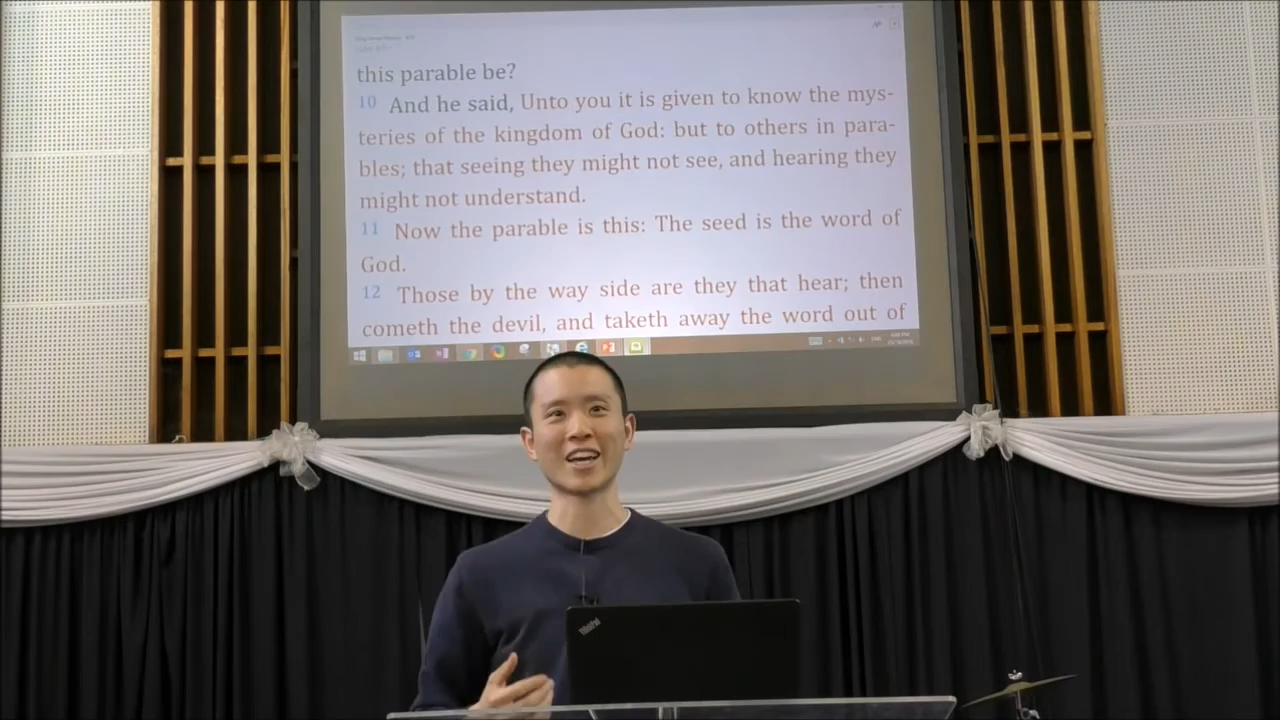 this parable be?
10 And he said, Unto you it is given to know the mys-
teries of the kingdom of God: but to others in para-
bles; that seeing they might not see, and hearing they
might not understand.
11 Now the parable is this: The seed is the word of
God.
12 Those by the way side are they that hear; then
cometh the devil, and taketh away the word out of
ThinkPad